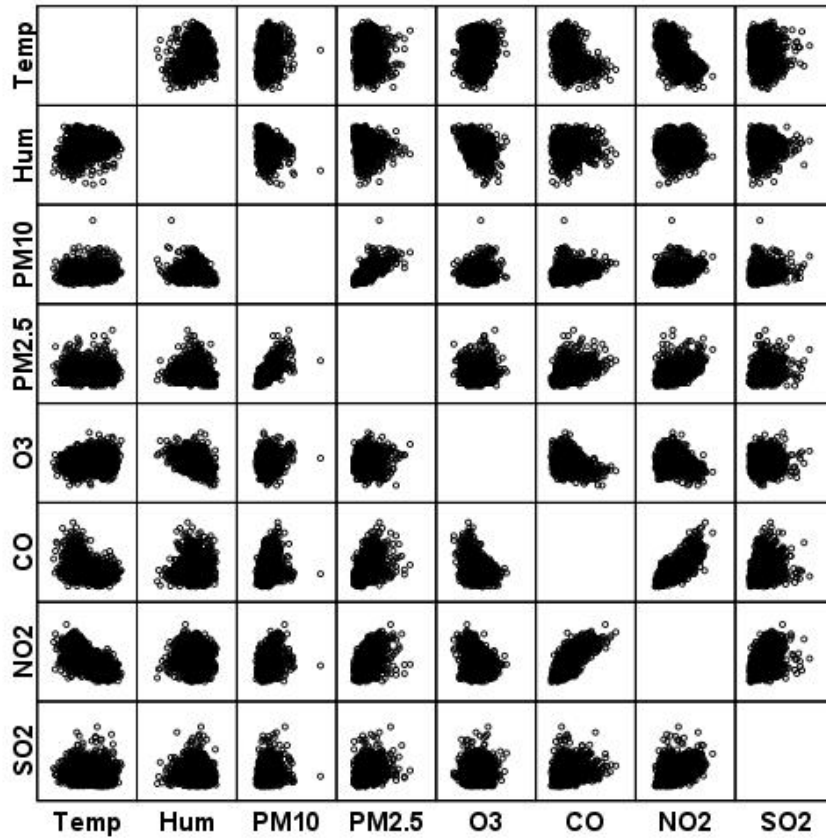 Temp
Hum
PM10
PM2.5
O3
CO
NO2
SO2
Temp Hum PM10 PM2.5 O3 CO NO2 SO2